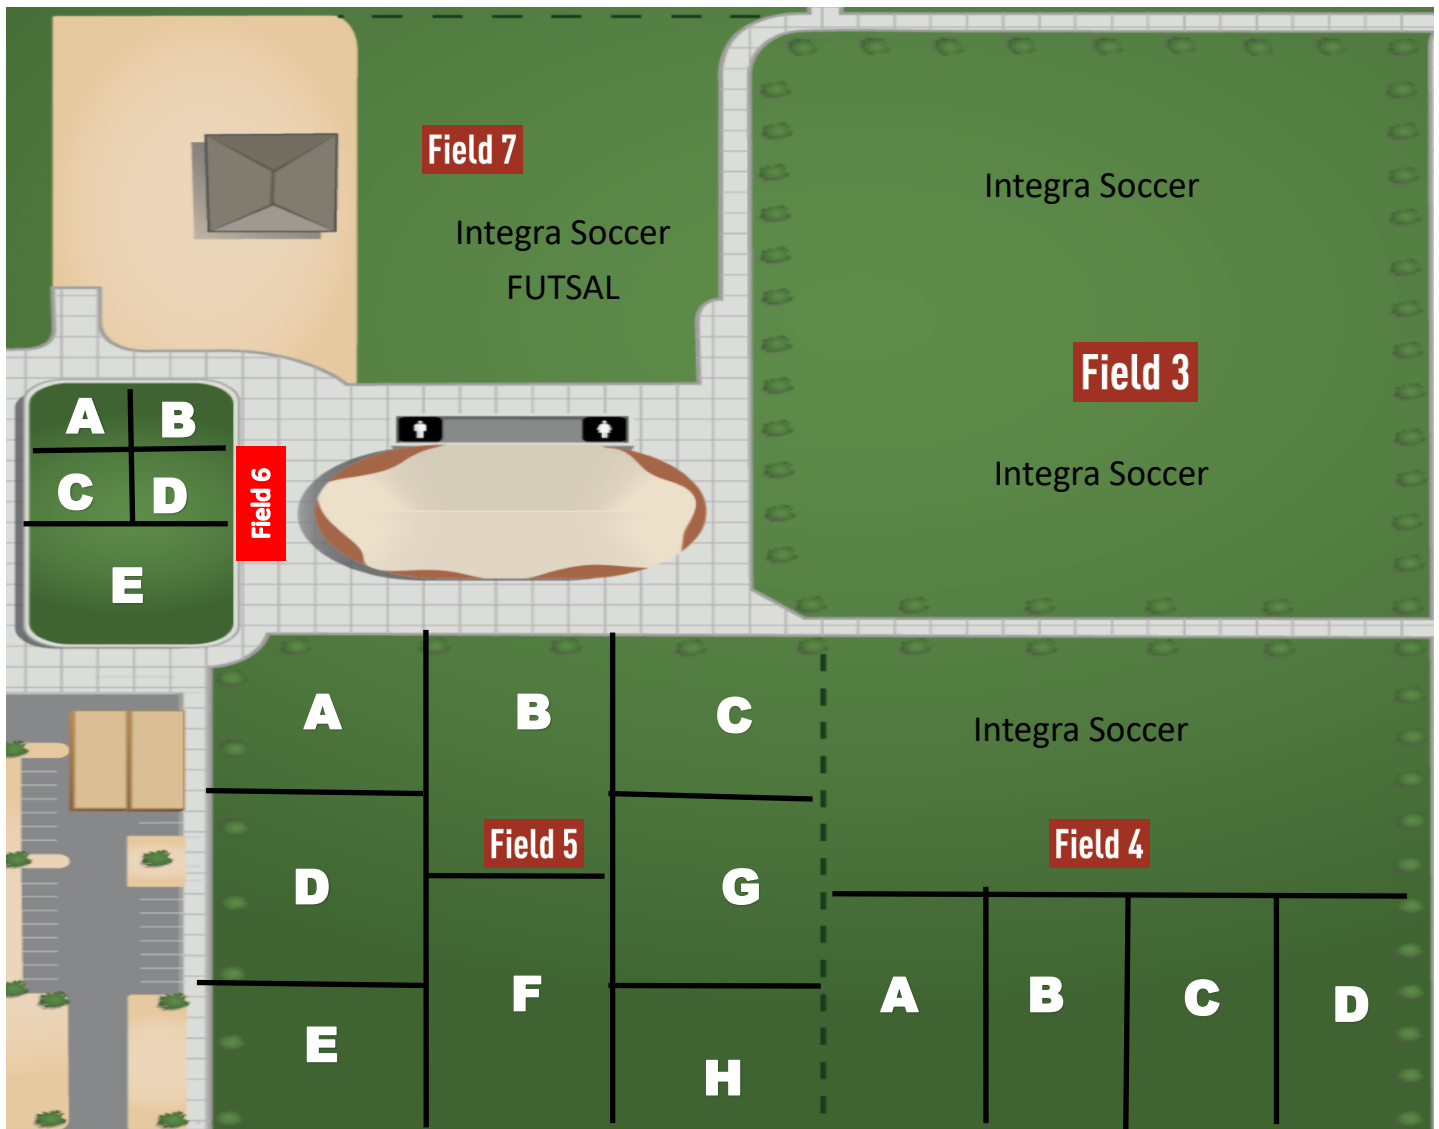 Field 7
Integra Soccer
FUTSAL
Integra Soccer
Field 3
Integra Soccer
A B
C D
E
Field 6
A B C
Field 5
D G
E F H
Integra Soccer
Field 4
A B C D